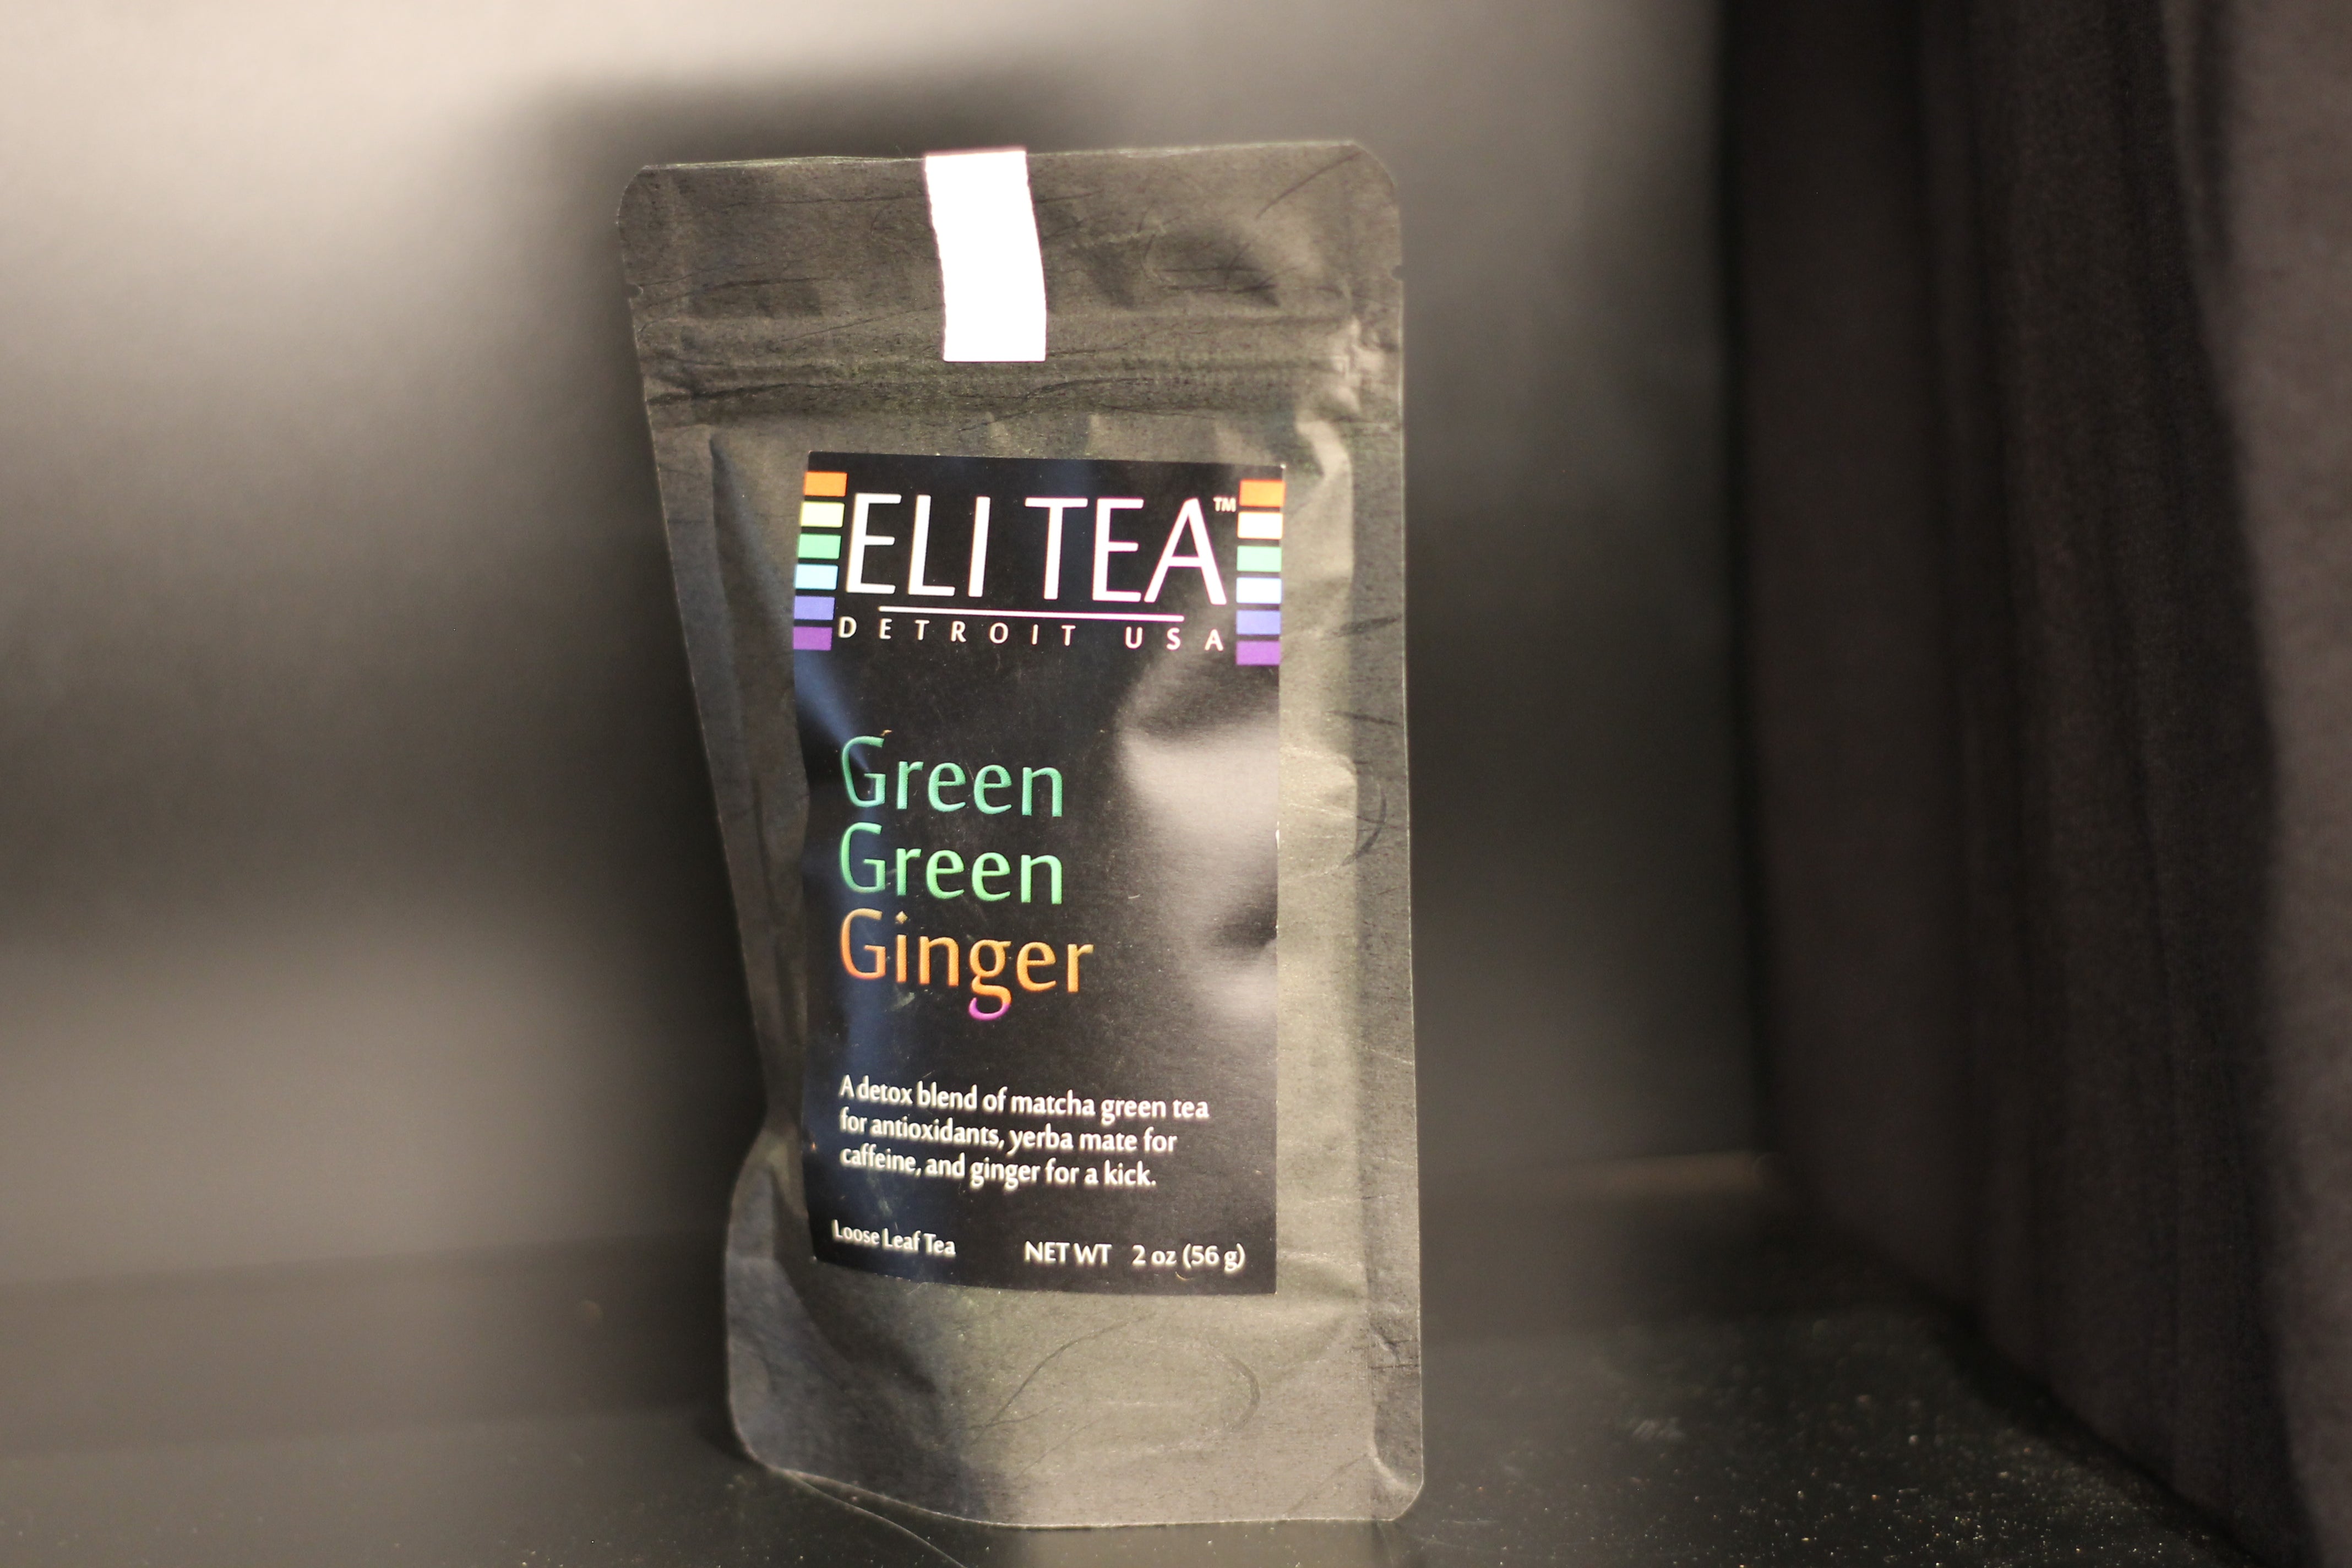 ELI TEA™
DETROIT USA
Green
Green
Ginger
A detox blend of matcha green tea
for antioxidants, yerba mate for
caffeine, and ginger for a kick.
Loose Leaf Tea NET WT 2 oz (56 g)